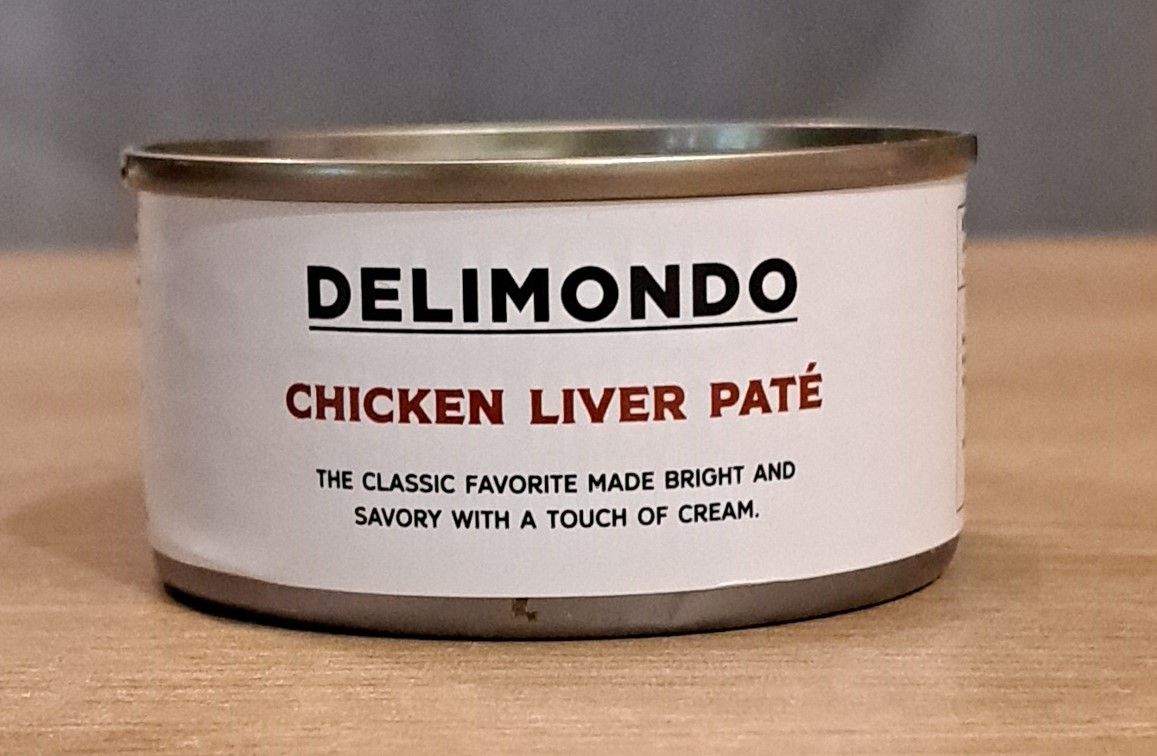 DELIMONDO
CHICKEN LIVER PATÉ
THE CLASSIC FAVORITE MADE BRIGHT AND
SAVORY WITH A TOUCH OF CREAM.